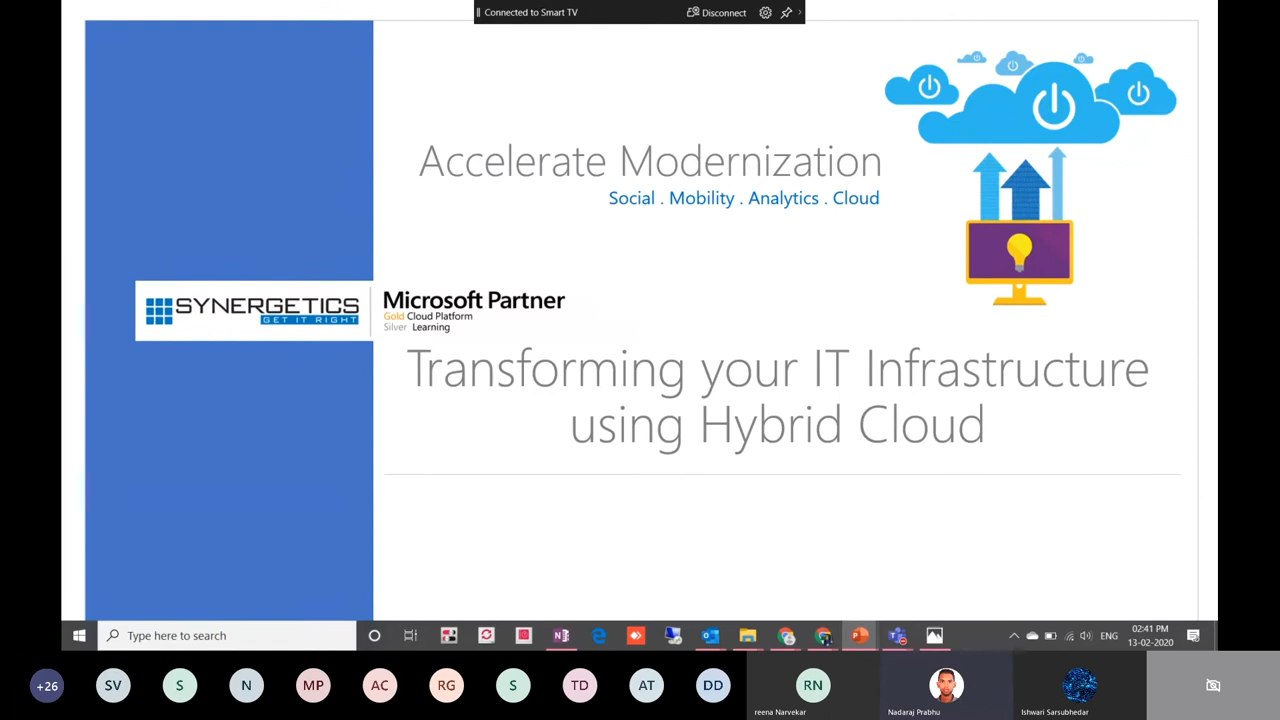 Connected to Smart TV
Disconnect
Accelerate Modernization
Social . Mobility . Analytics . Cloud
SYNERGETICS
GET IT RIGHT
Microsoft Partner
Gold Cloud Platform
Silver Learning
Transforming your IT Infrastructure
using Hybrid Cloud
Type here to search
ENG
02:41 PM
13-02-2020
+26
SV
S
N
MP
AC
RG
S
TD
AT
DD
RN
reena Narvekar
Nadaraj Prabhu
Ishwari Sarsubhedar